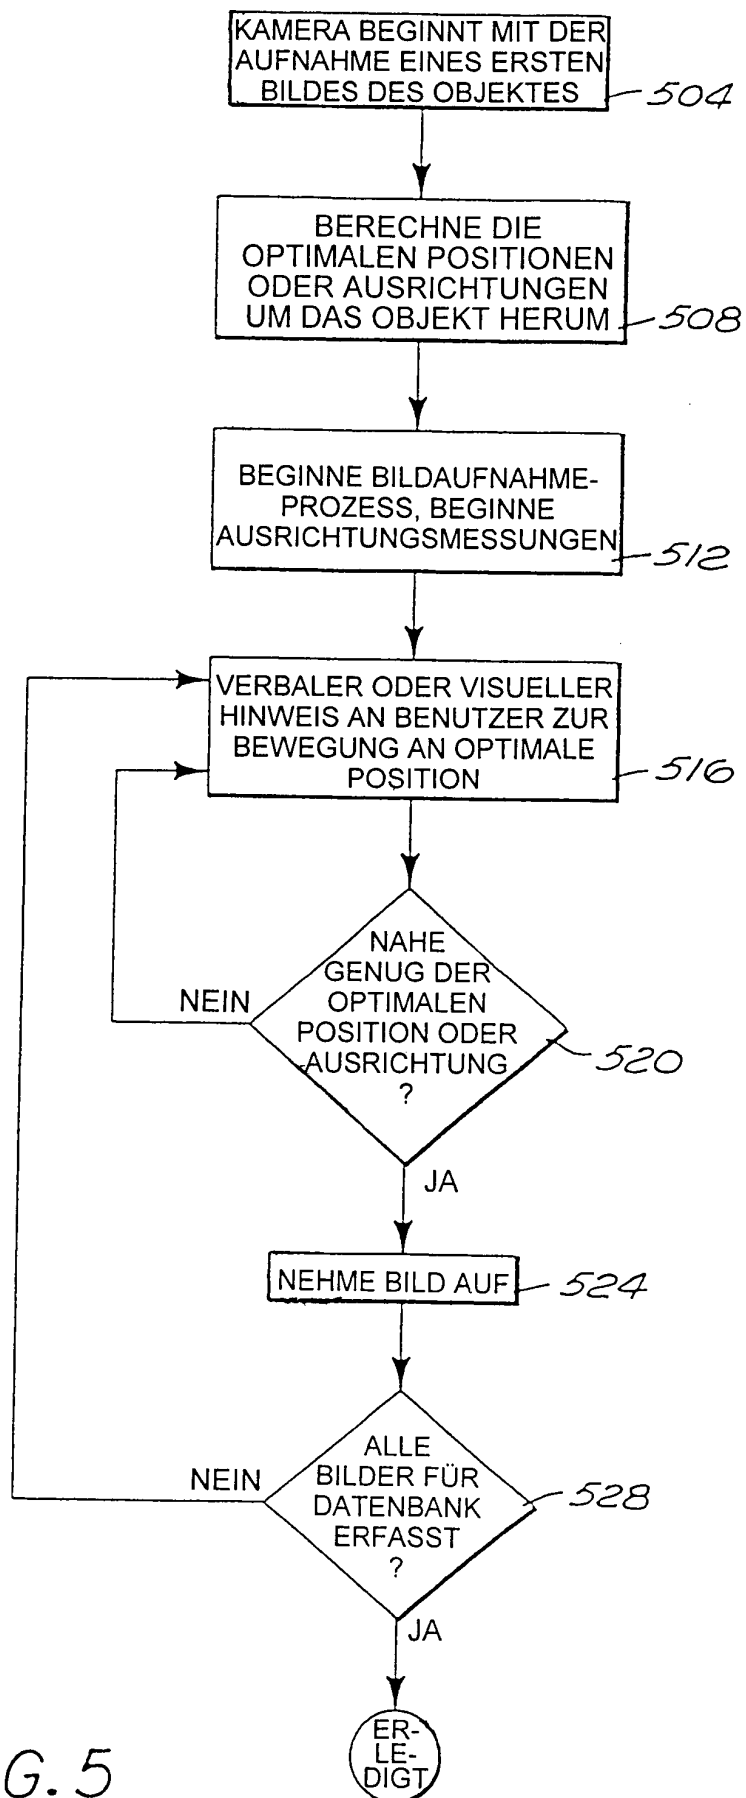 KAMERA BEGINNT MIT DER
AUFNAHME EINES ERSTEN
BILDES DES OBJEKTES
504
BERECHNE DIE
OPTIMALEN POSITIONEN
ODER AUSRICHTUNGEN
UM DAS OBJEKT HERUM
508
BEGINNE BILDAUFNAHME-
PROZESS, BEGINNE
AUSRICHTUNGSMESSUNGEN
512
VERBALER ODER VISUELLER
HINWEIS AN BENUTZER ZUR
BEWEGUNG AN OPTIMALE
POSITION
516
NAHE
GENUG DER
OPTIMALEN
POSITION ODER
AUSRICHTUNG
?
520
NEIN
JA
NEHME BILD AUF
524
ALLE
BILDER FÜR
DATENBANK
ERFASST
?
528
NEIN
JA
ER-
LE-
DIGT
G.5